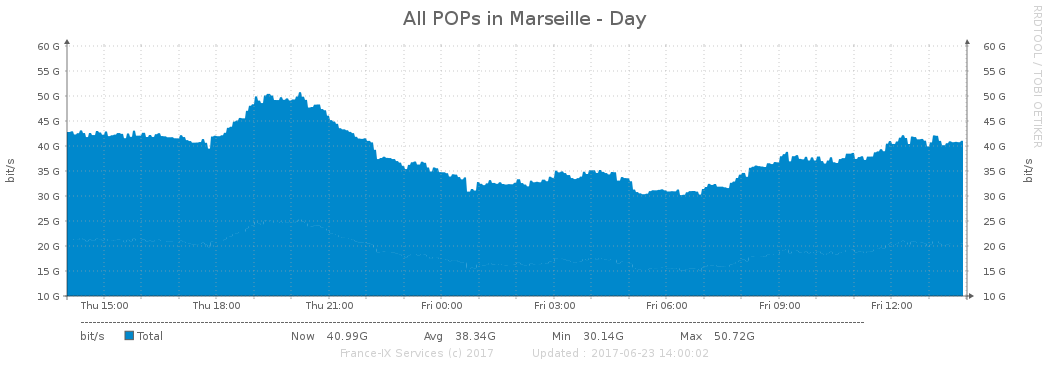 All POPs in Marseille - Day
RRDTOOL / TOBI OETIKER
60 G 60 G
55 G 55 G
50 G 50 G
45 G 45 G
40 G 40 G
35 G 35 G
30 G 30 G
25 G 25 G
20 G 20 G
15 G 15 G
10 G 10 G
bit/s
bit/s
Thu 15:00 Thu 18:00 Thu 21:00 Fri 00:00 Fri 03:00 Fri 06:00 Fri 09:00 Fri 12:00
bit/s Total Now 40.99G Avg 38.34G Min 30.14G Max 50.72G
France-IX Services (c) 2017 Updated : 2017-06-23 14:00:02